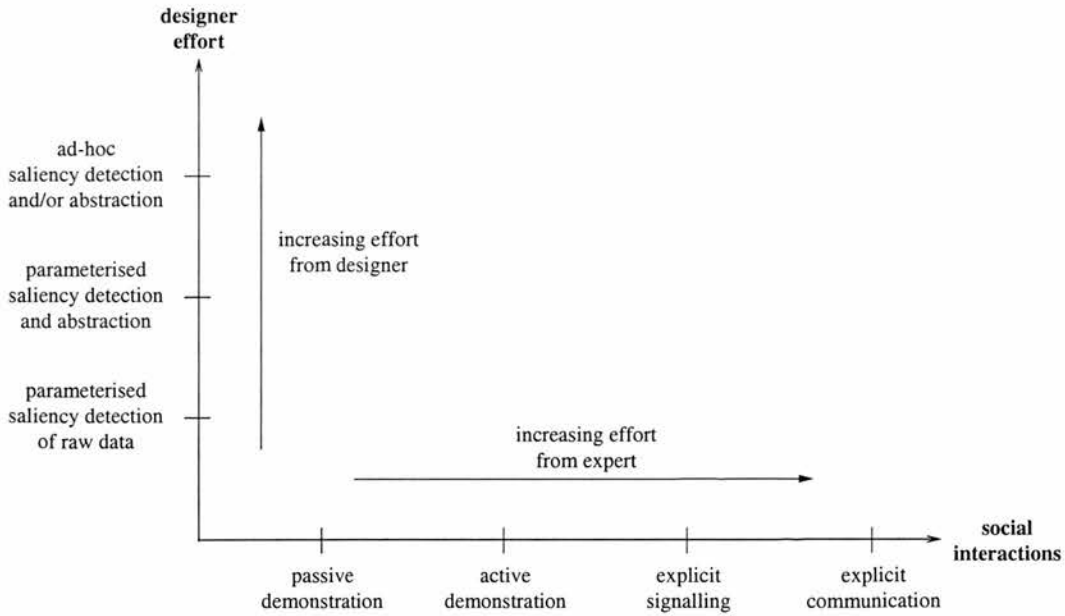 designer
effort
ad-hoc
saliency detection
and/or abstraction
increasing effort
from designer
parameterised
saliency detection
and abstraction
parameterised
saliency detection
of raw data
increasing effort
from expert
social
interactions
passive
demonstration
active
demonstration
explicit
signalling
explicit
communication